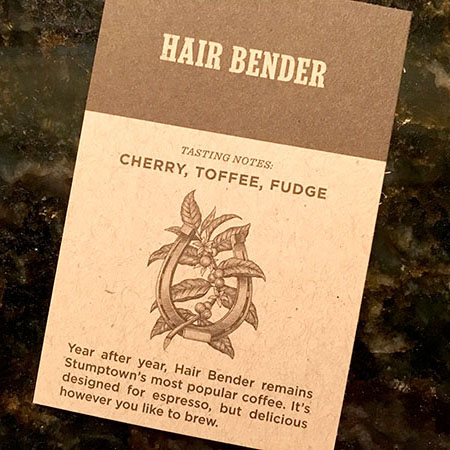 HAIR BENDER
TASTING NOTES:
CHERRY, TOFFEE, FUDGE
Year after year, Hair Bender remains
Stumptown's most popular coffee. It's
designed for espresso, but delicious
however you like to brew.